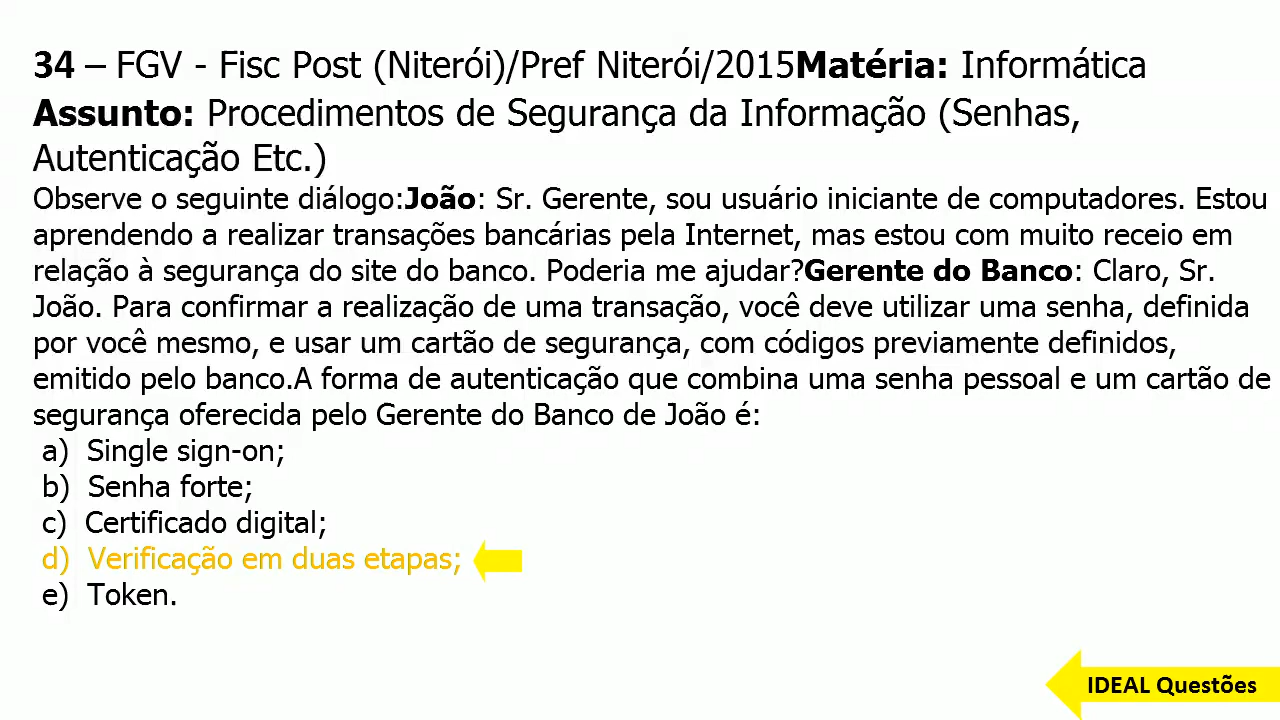 34 – FGV - Fisc Post (Niterói)/Pref Niterói/2015Matéria: Informática
Assunto: Procedimentos de Segurança da Informação (Senhas,
Autenticação Etc.)
Observe o seguinte diálogo:João: Sr. Gerente, sou usuário iniciante de computadores. Estou
aprendendo a realizar transações bancárias pela Internet, mas estou com muito receio em
relação à segurança do site do banco. Poderia me ajudar?Gerente do Banco: Claro, Sr.
João. Para confirmar a realização de uma transação, você deve utilizar uma senha, definida
por você mesmo, e usar um cartão de segurança, com códigos previamente definidos,
emitido pelo banco.A forma de autenticação que combina uma senha pessoal e um cartão de
segurança oferecida pelo Gerente do Banco de João é:
a) Single sign-on;
b) Senha forte;
c) Certificado digital;
d) Verificação em duas etapas;
e) Token.
IDEAL Questões